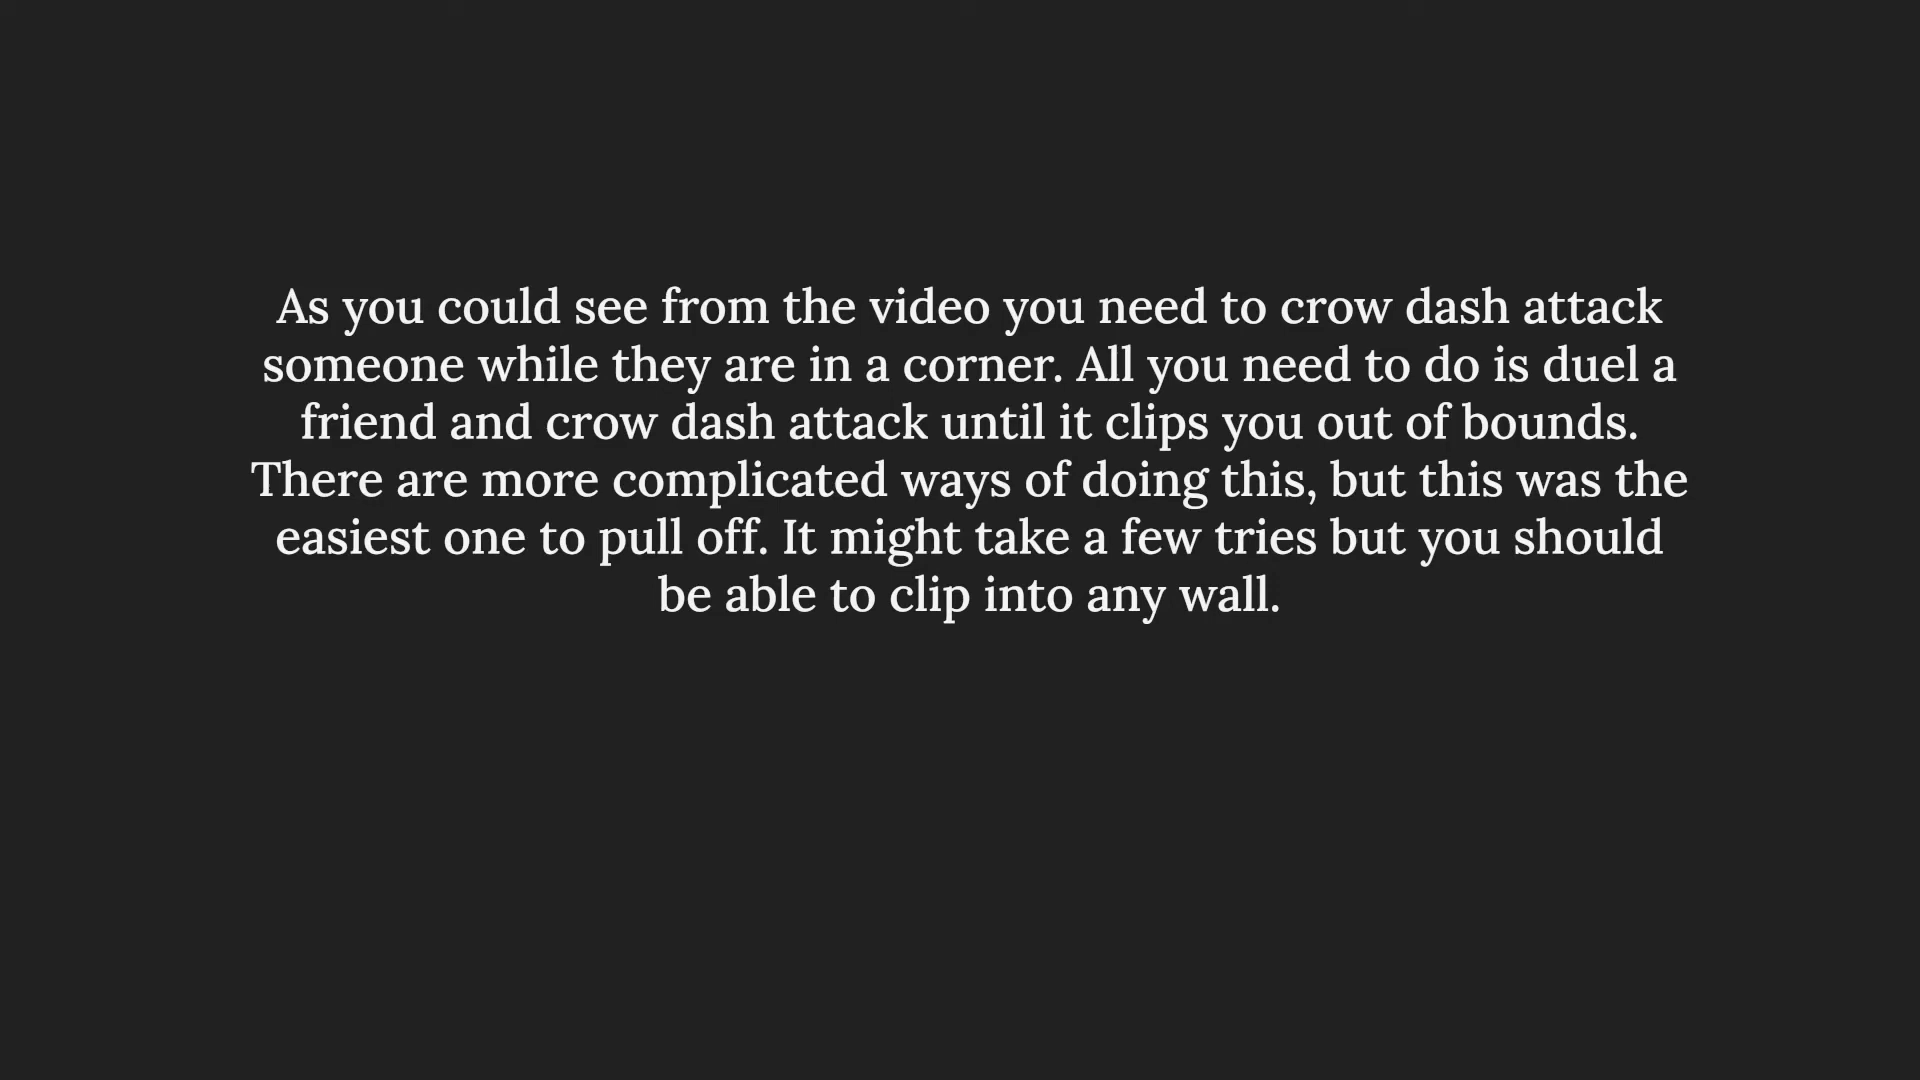 As you could see from the video you need to crow dash attack
someone while they are in a corner. All you need to do is duel a
friend and crow dash attack until it clips you out of bounds.
There are more complicated ways of doing this, but this was the
easiest one to pull off. It might take a few tries but you should
be able to clip into any wall.